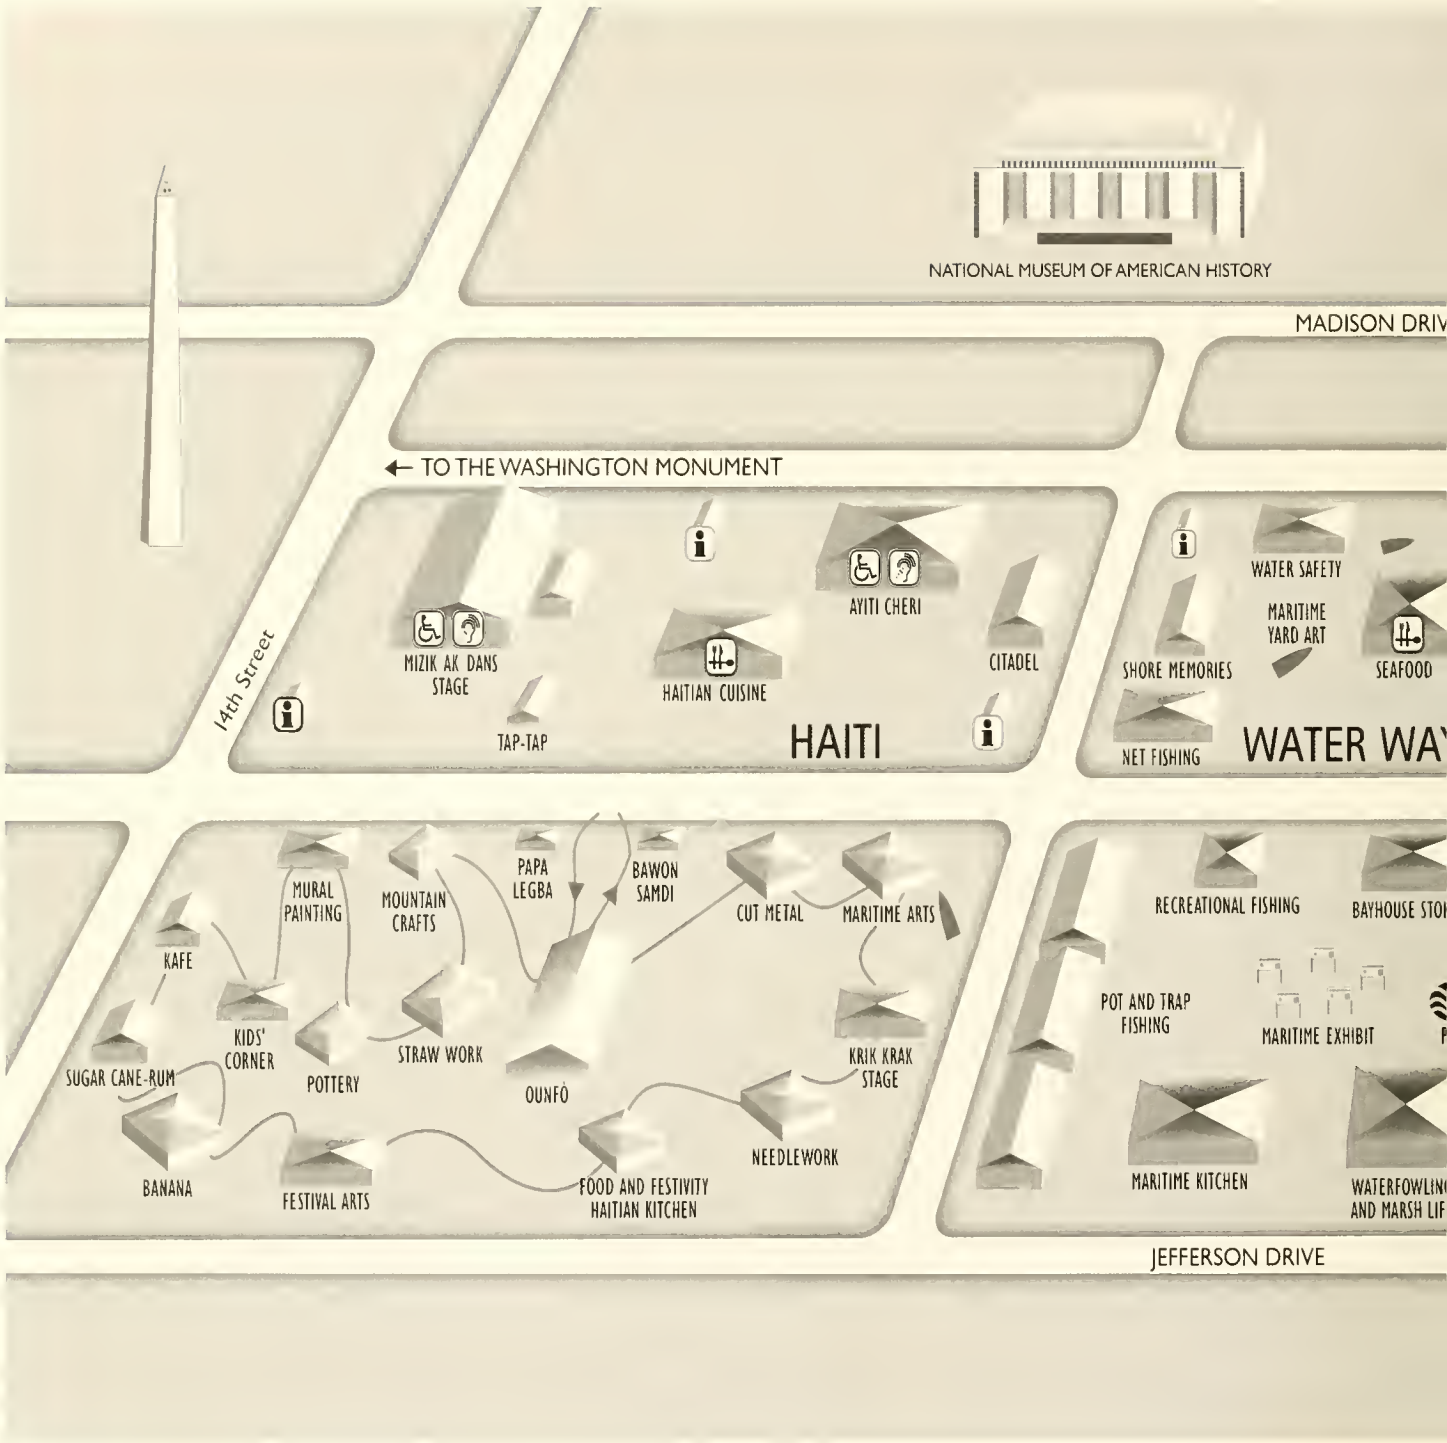 NATIONAL MUSEUM OF AMERICAN HISTORY
MADISON DRIV
← TO THE WASHINGTON MONUMENT
14th Street
MIZIK AK DANS
STAGE
TAP-TAP
HAITIAN CUISINE
AYITI CHERI
CITADEL
HAITI
WATER SAFETY
MARITIME
YARD ART
SHORE MEMORIES
SEAFOOD
NET FISHING
WATER WAY
MURAL
PAINTING
MOUNTAIN
CRAFTS
PAPA
LEGBA
BAWON
SAMDI
CUT METAL
MARITIME ARTS
KAFE
KIDS'
CORNER
SUGAR CANE-RUM
POTTERY
STRAW WORK
OUNFÒ
KRIK KRAK
STAGE
BANANA
FESTIVAL ARTS
FOOD AND FESTIVITY
HAITIAN KITCHEN
NEEDLEWORK
RECREATIONAL FISHING
BAYHOUSE STO
POT AND TRAP
FISHING
MARITIME EXHIBIT
P
MARITIME KITCHEN
WATERFOWLING
AND MARSH LIF
JEFFERSON DRIVE